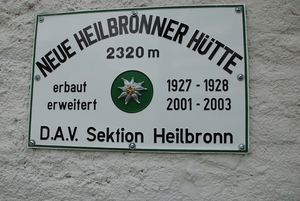 NEUE HEILBRONNER HÜTTE
2320 m
erbaut 1927 - 1928
erweitert 2001 - 2003
D.A.V. Sektion Heilbronn